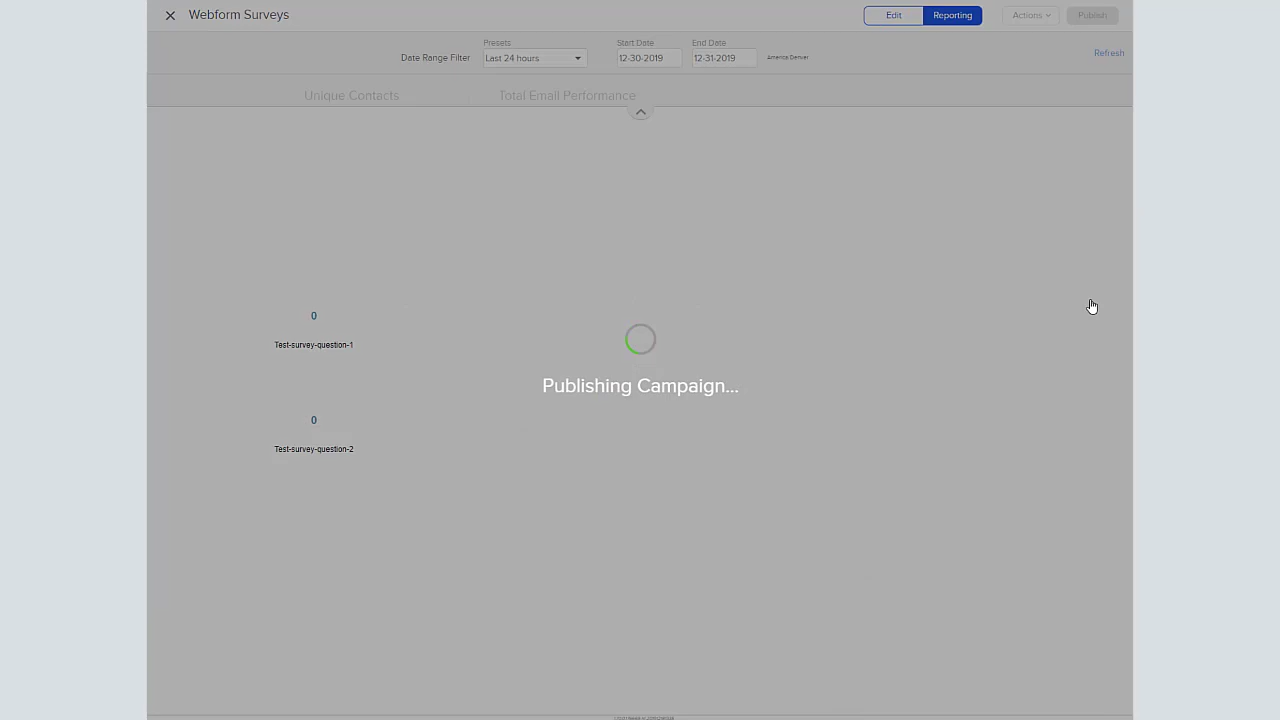 Webform Surveys
Edit Reporting Actions Publish
Presets Start Date End Date
Date Range Filter Last 24 hours 12-30-2019 12-31-2019 America Denver
Refresh
Unique Contacts Total Email Performance
0
Test-survey-question-1
Publishing Campaign...
0
Test-survey-question-2